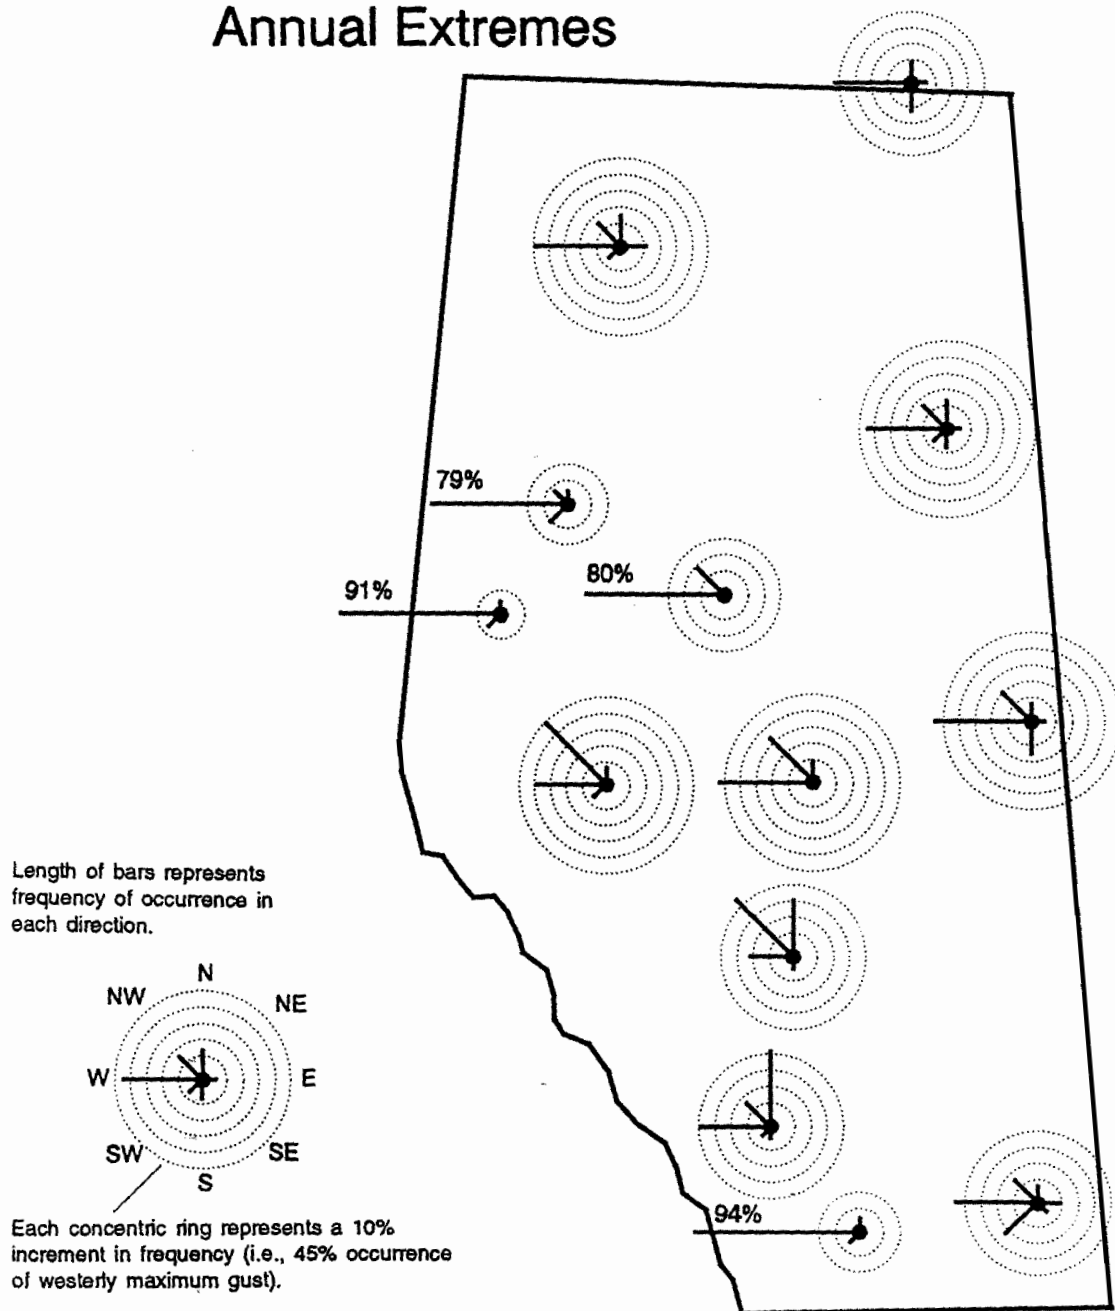 Annual Extremes
79%
91%
80%
Length of bars represents
frequency of occurrence in
each direction.
N
NW
NE
W
E
SW
SE
S
Each concentric ring represents a 10%
increment in frequency (i.e., 45% occurrence
of westerly maximum gust).
94%